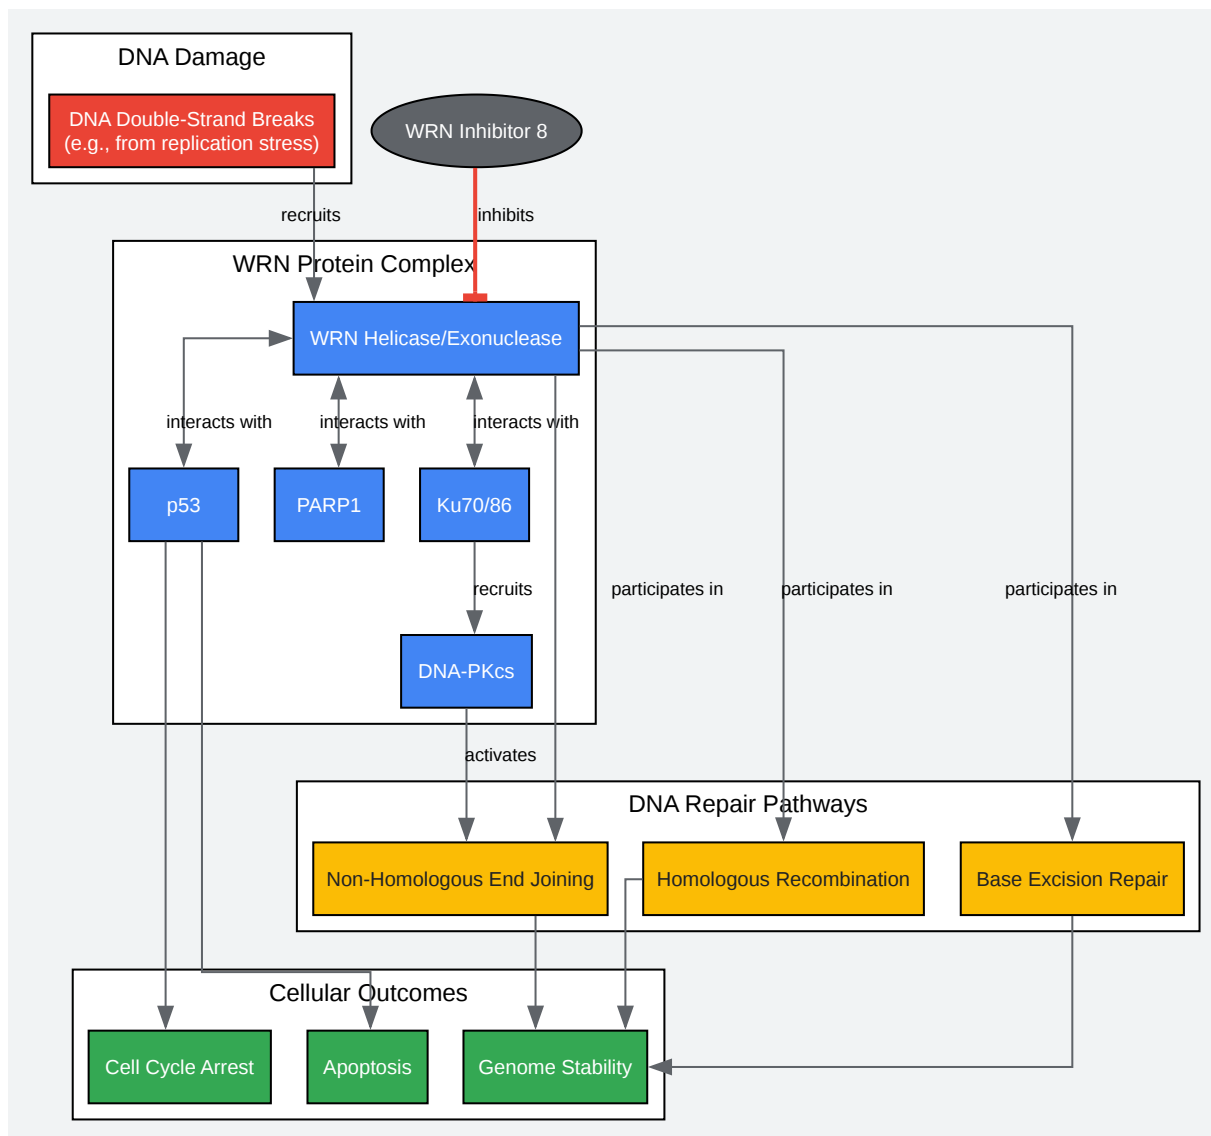 DNA Damage
DNA Double-Strand Breaks
(e.g., from replication stress)
WRN Inhibitor 8
recruits
inhibits
WRN Protein Complex
WRN Helicase/Exonuclease
interacts with
interacts with
interacts with
p53
PARP1
Ku70/86
recruits
participates in
participates in
participates in
DNA-PKcs
activates
DNA Repair Pathways
Non-Homologous End Joining
Homologous Recombination
Base Excision Repair
Cellular Outcomes
Cell Cycle Arrest
Apoptosis
Genome Stability